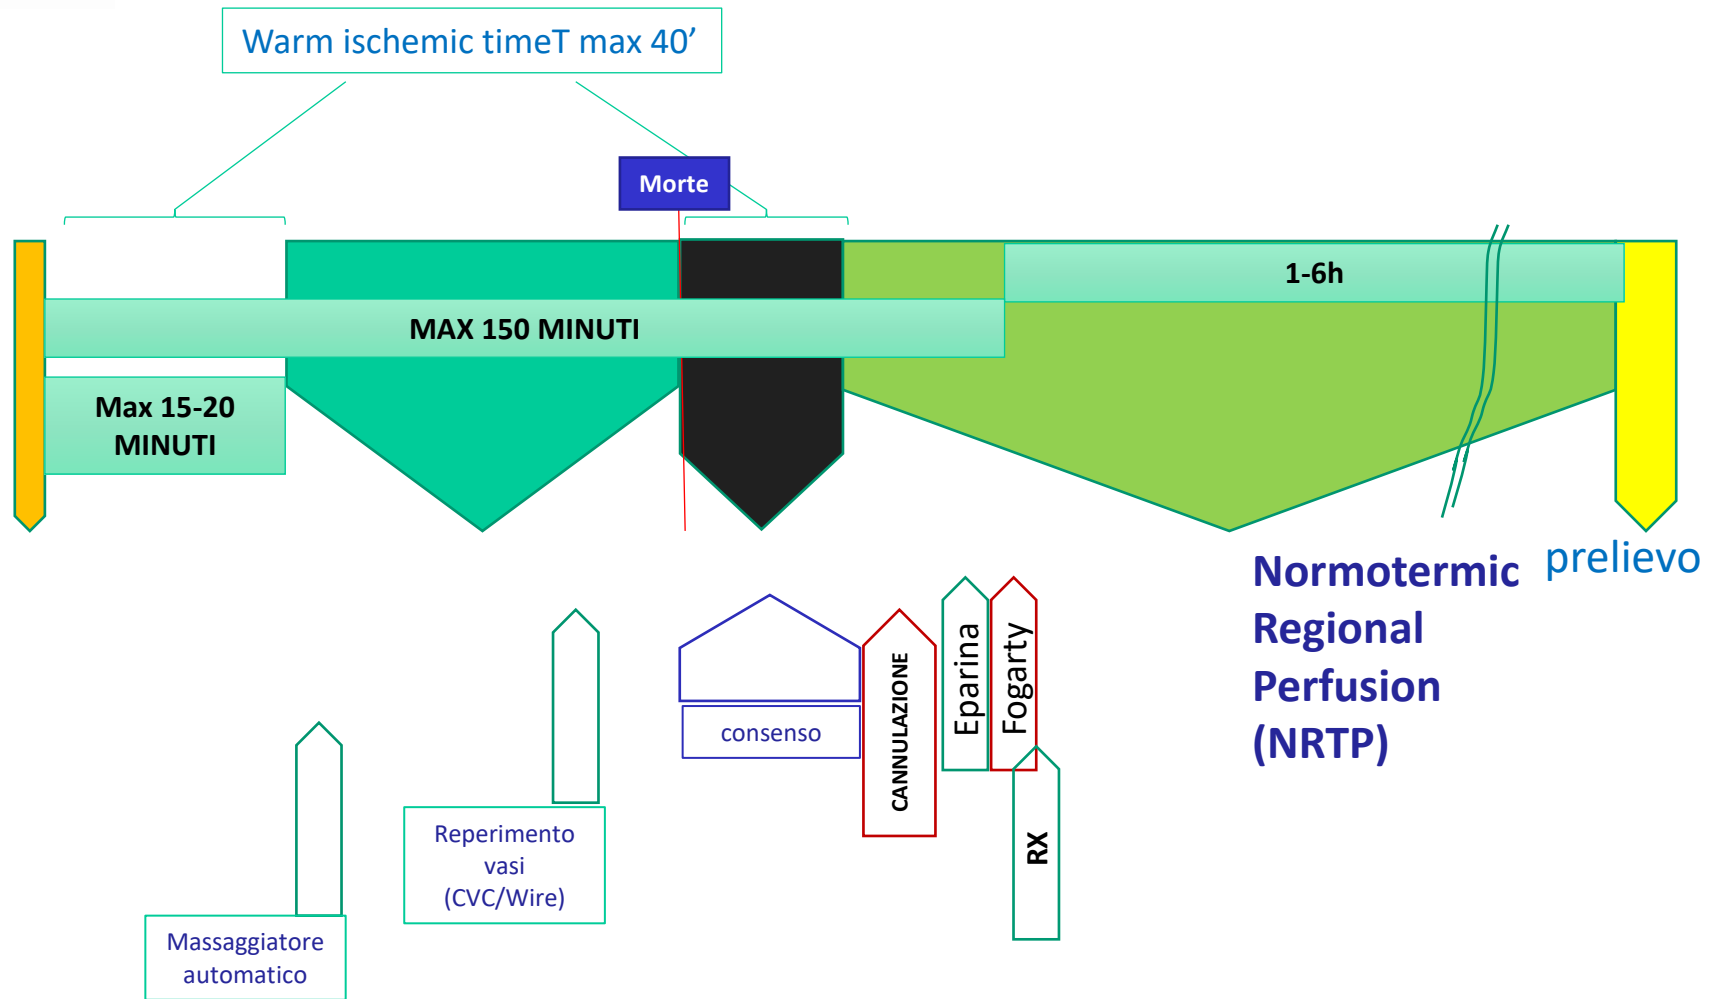 Warm ischemic timeT max 40’
Morte
1-6h
MAX 150 MINUTI
Max 15-20
MINUTI
prelievo
Normotermic
Regional
Perfusion
(NRTP)
Eparina
Fogarty
CANNULAZIONE
consenso
RX
Reperimento
vasi
(CVC/Wire)
Massaggiatore
automatico